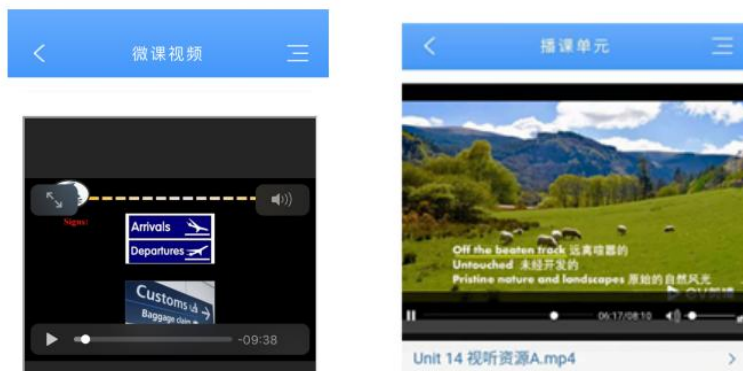 微课视频
Signs:
Arrivals
Departures
Customs
Baggage claim
-09:38
播课单元
Off the beaten track 远离喧嚣的
Untouched 未经开发的
Pristine nature and landscapes 原始的自然风光
06:17/08:10
Unit 14 视听资源A.mp4